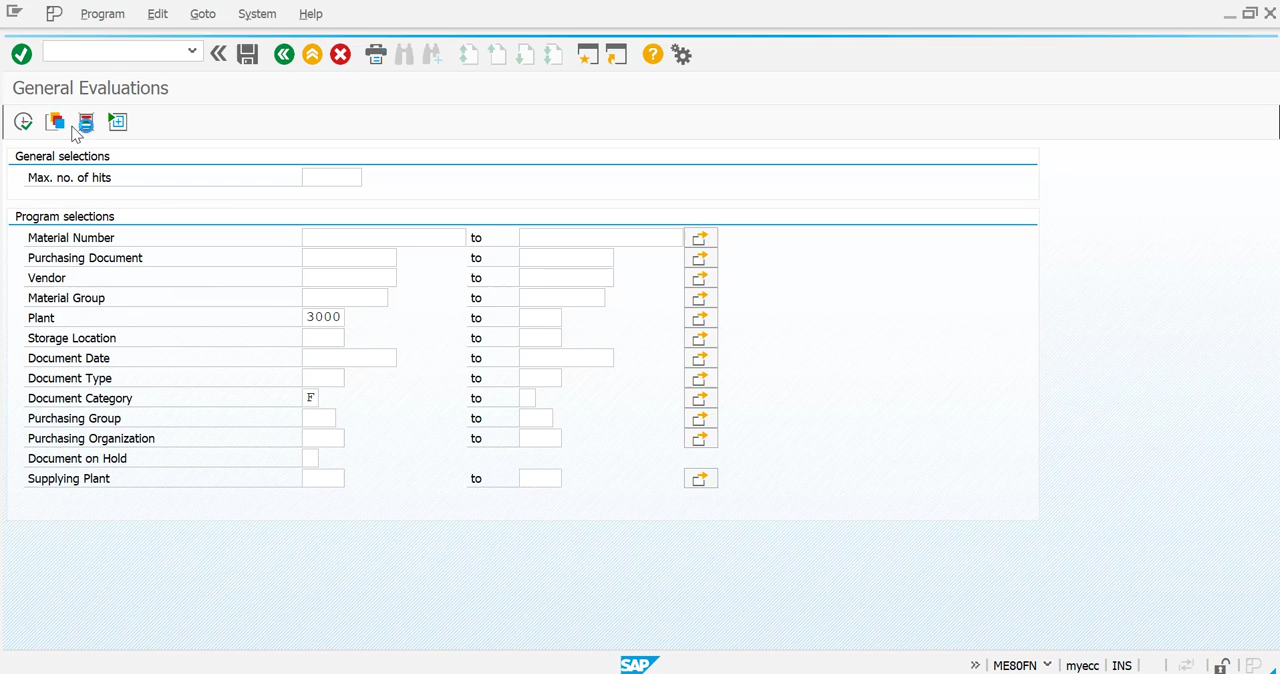 Program Edit Goto System Help
General Evaluations
General selections
Max. no. of hits
Program selections
Material Number to
Purchasing Document to
Vendor to
Material Group to
Plant 3000 to
Storage Location to
Document Date to
Document Type to
Document Category F to
Purchasing Group to
Purchasing Organization to
Document on Hold
Supplying Plant to
SAP ME80FN myecc INS